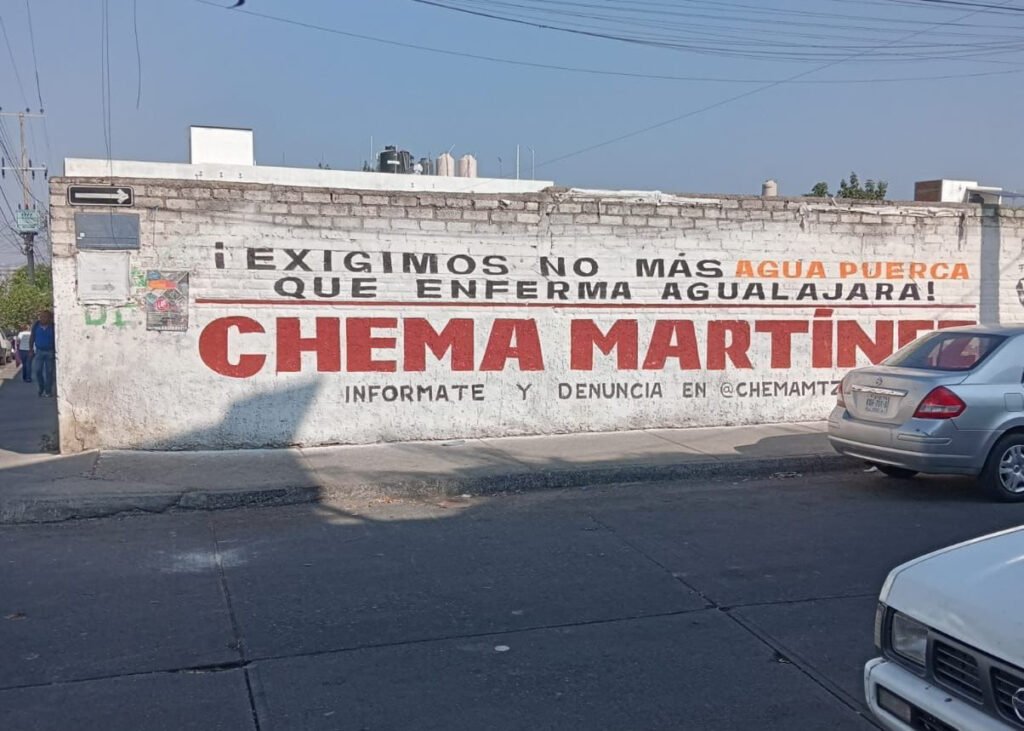 ¡EXIGIMOS NO MÁS AGUA PUERCA
QUE ENFERMA AGUALAJARA!
CHEMA MARTÍNE
INFORMATE Y DENUNCIA EN @CHEMAMTZ